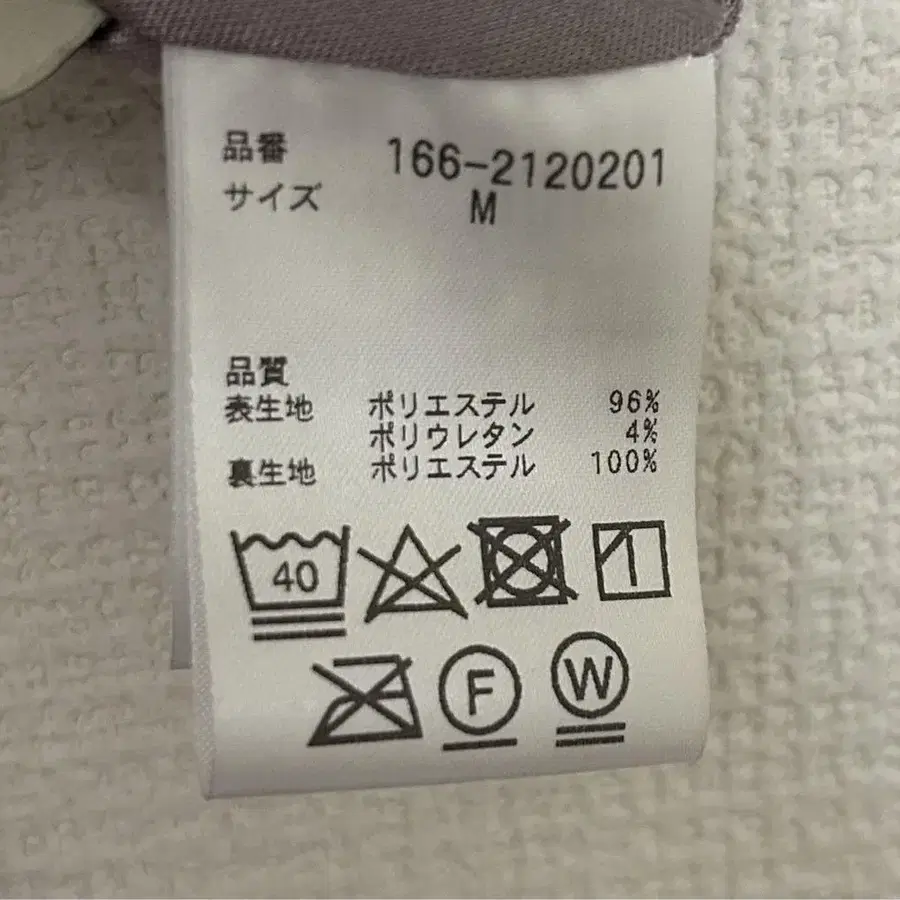 品番 166-2120201
サイズ M
品質
表生地 ポリエステル 96%
ポリウレタン 4%
裏生地 ポリエステル 100%
40
F W